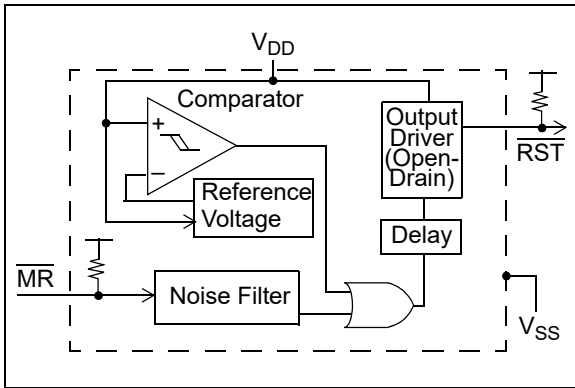 VDD
Comparator
+
–
Reference
Voltage
Output
Driver
(Open-
Drain)
RST
Delay
MR
Noise Filter
VSS